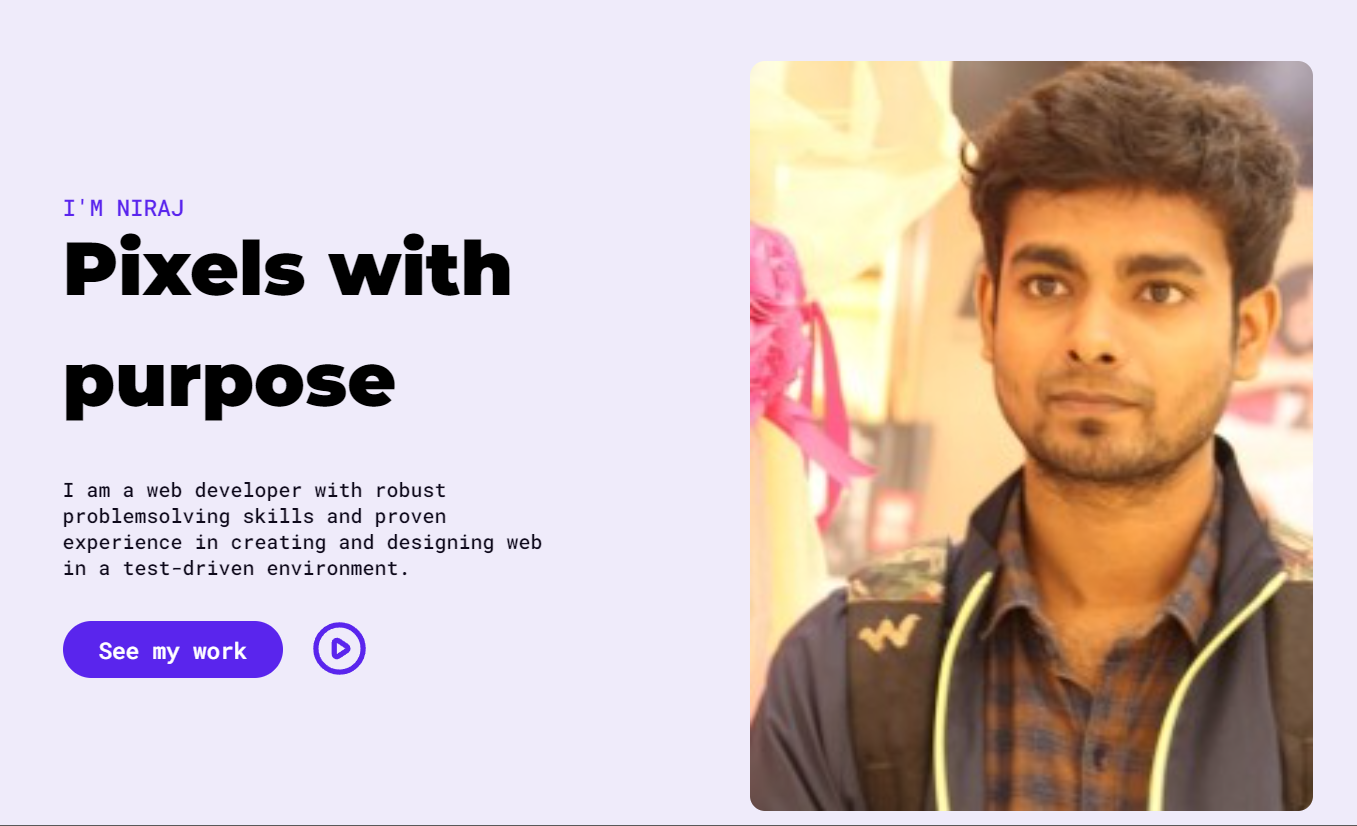 I'M NIRAJ
Pixels with
purpose
I am a web developer with robust
problemsolving skills and proven
experience in creating and designing web
in a test-driven environment.
See my work